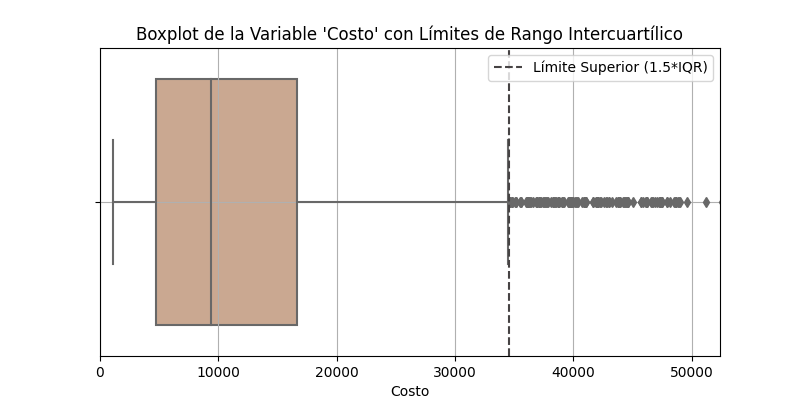 Boxplot de la Variable 'Costo' con Límites de Rango Intercuartílico
Límite Superior (1.5*IQR)
0 10000 20000 30000 40000 50000
Costo